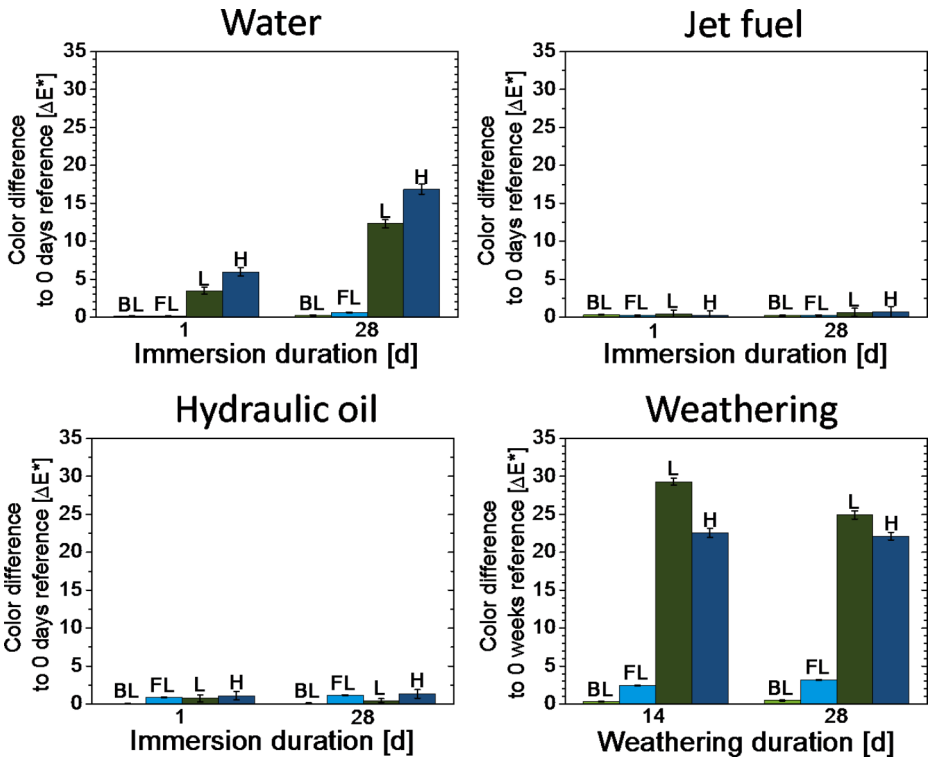 Water
Color difference
to 0 days reference [ΔE*]
35
30
25
20
15
10
5
0
BL FL L H
BL FL L H
1 28
Immersion duration [d]
Jet fuel
Color difference
to 0 days reference [ΔE*]
35
30
25
20
15
10
5
0
BL FL L H
BL FL L H
1 28
Immersion duration [d]
Hydraulic oil
Color difference
to 0 days reference [ΔE*]
35
30
25
20
15
10
5
0
BL FL L H
BL FL L H
1 28
Immersion duration [d]
Weathering
Color difference
to 0 weeks reference [ΔE*]
35
30
25
20
15
10
5
0
BL FL L H
BL FL L H
14 28
Weathering duration [d]